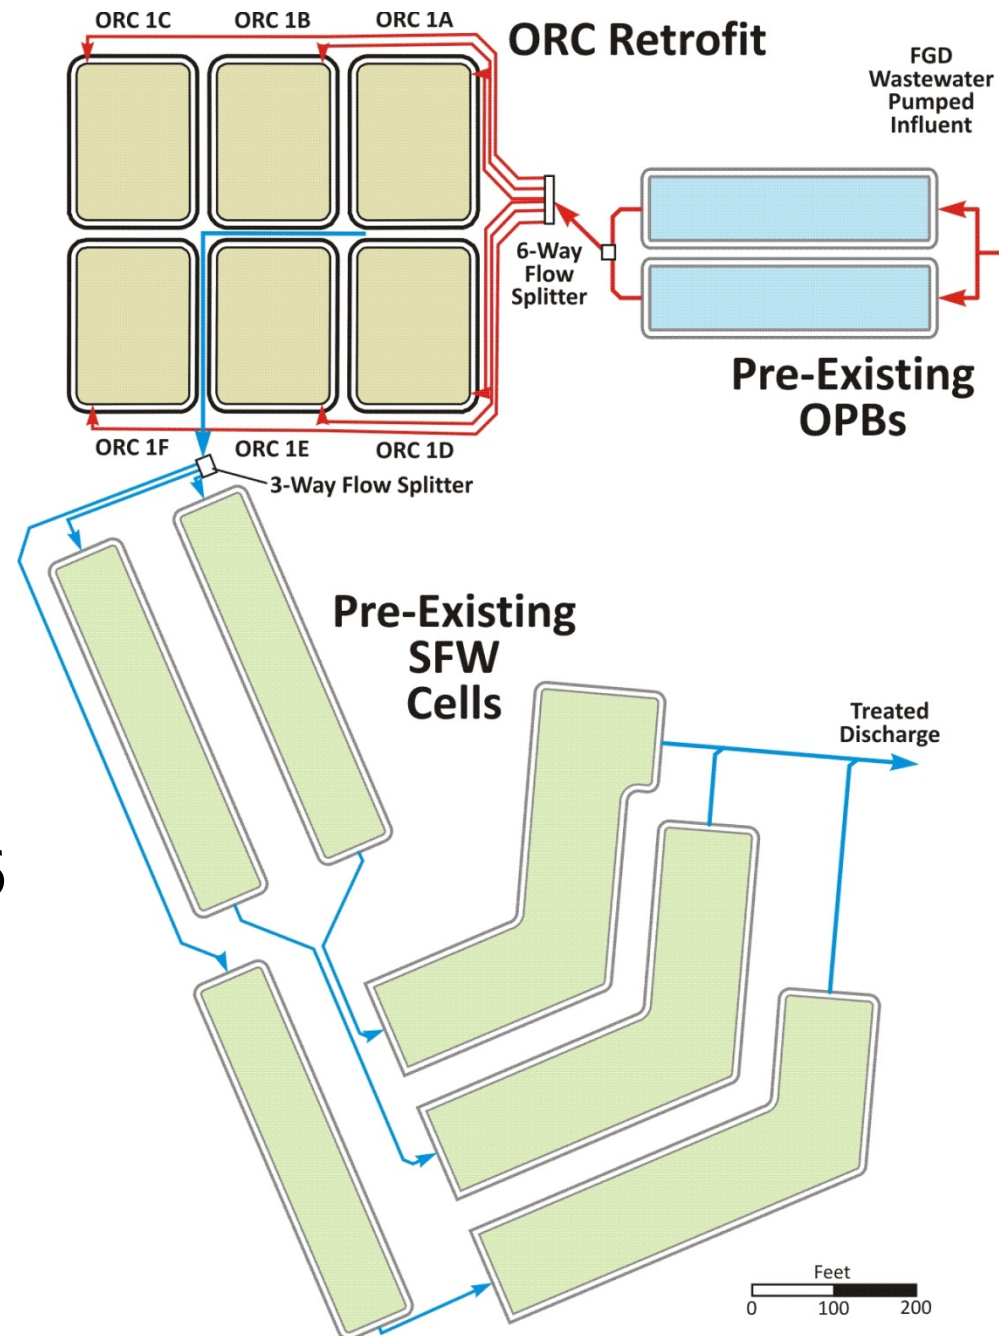 ORC 1C
ORC 1B
ORC 1A
ORC Retrofit
FGD
Wastewater
Pumped
Influent
6-Way
Flow
Splitter
Pre-Existing
OPBs
ORC 1F
ORC 1E
ORC 1D
3-Way Flow Splitter
Pre-Existing
SFW
Cells
Treated
Discharge
Feet
0 100 200